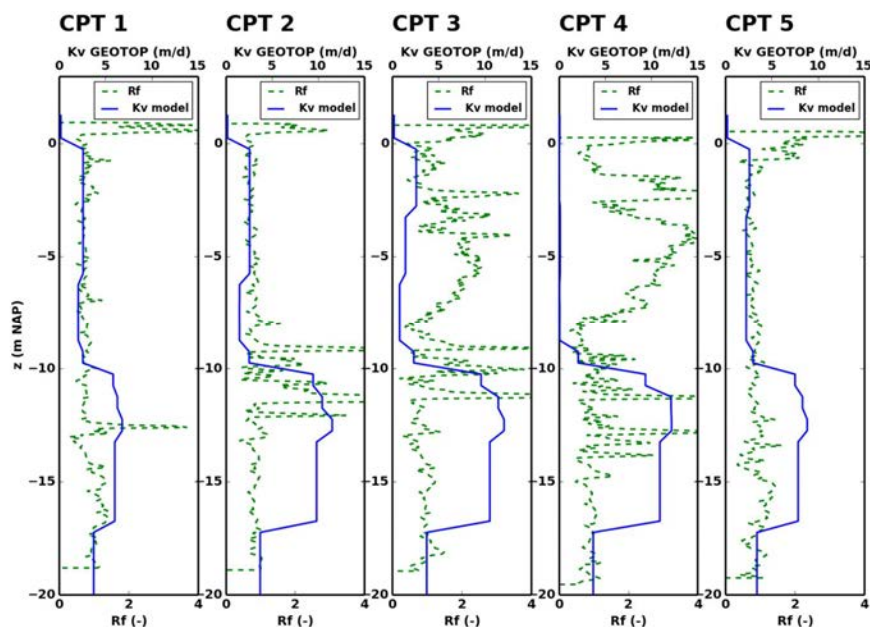 CPT 1 CPT 2 CPT 3 CPT 4 CPT 5
Kv GEOTOP (m/d) Kv GEOTOP (m/d) Kv GEOTOP (m/d) Kv GEOTOP (m/d) Kv GEOTOP (m/d)
0 5 10 15 0 5 10 15 0 5 10 15 0 5 10 15 0 5 10 15
Rf Rf Rf Rf Rf
Kv model Kv model Kv model Kv model Kv model
0 0 0 0 0
−5 −5 −5 −5 −5
z (m NAP)
−10 −10 −10 −10 −10
−15 −15 −15 −15 −15
−20 −20 −20 −20 −20
0 2 4 0 2 4 0 2 4 0 2 4 0 2 4
Rf (-) Rf (-) Rf (-) Rf (-) Rf (-)